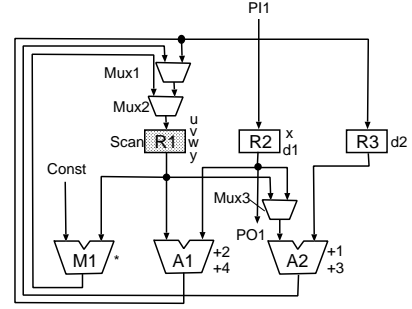 PI1
Mux1
Mux2
Scan R1
u
v
w
y
R2
x
d1
R3
d2
Const
Mux3
PO1
M1
*
A1
+2
+4
A2
+1
+3